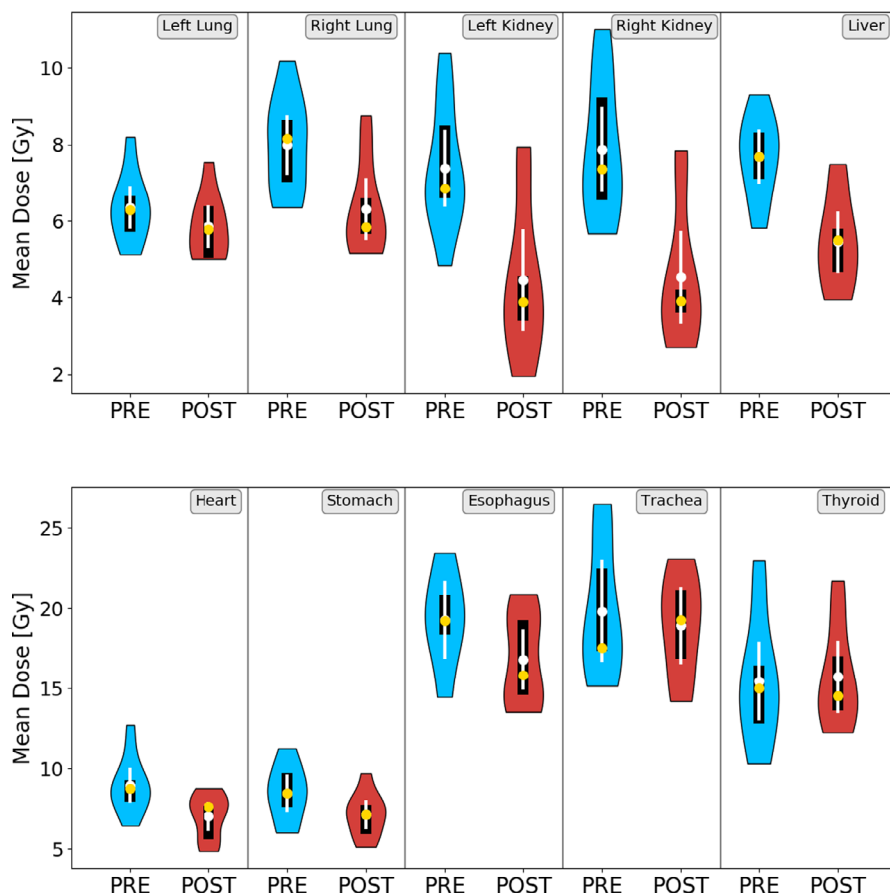 Left Lung Right Lung Left Kidney Right Kidney Liver
Mean Dose [Gy]
10
8
6
4
2
PRE POST PRE POST PRE POST PRE POST PRE POST
Heart Stomach Esophagus Trachea Thyroid
Mean Dose [Gy]
25
20
15
10
5
PRE POST PRE POST PRE POST PRE POST PRE POST